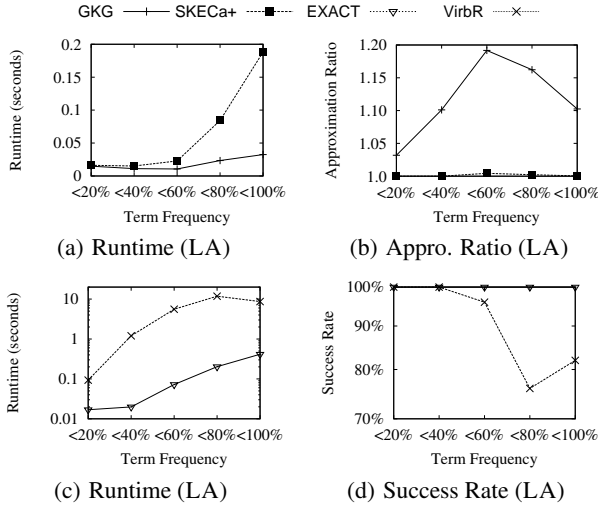 GKG SKECa+ EXACT VirbR
Runtime (seconds)
0.2
0.15
0.1
0.05
0
<20% <40% <60% <80% <100%
Term Frequency
(a) Runtime (LA)
Approximation Ratio
1.20
1.15
1.10
1.05
1.0
<20% <40% <60% <80% <100%
Term Frequency
(b) Appro. Ratio (LA)
Runtime (seconds)
10
1
0.1
0.01
<20% <40% <60% <80% <100%
Term Frequency
(c) Runtime (LA)
Success Rate
100%
90%
80%
70%
<20% <40% <60% <80% <100%
Term Frequency
(d) Success Rate (LA)